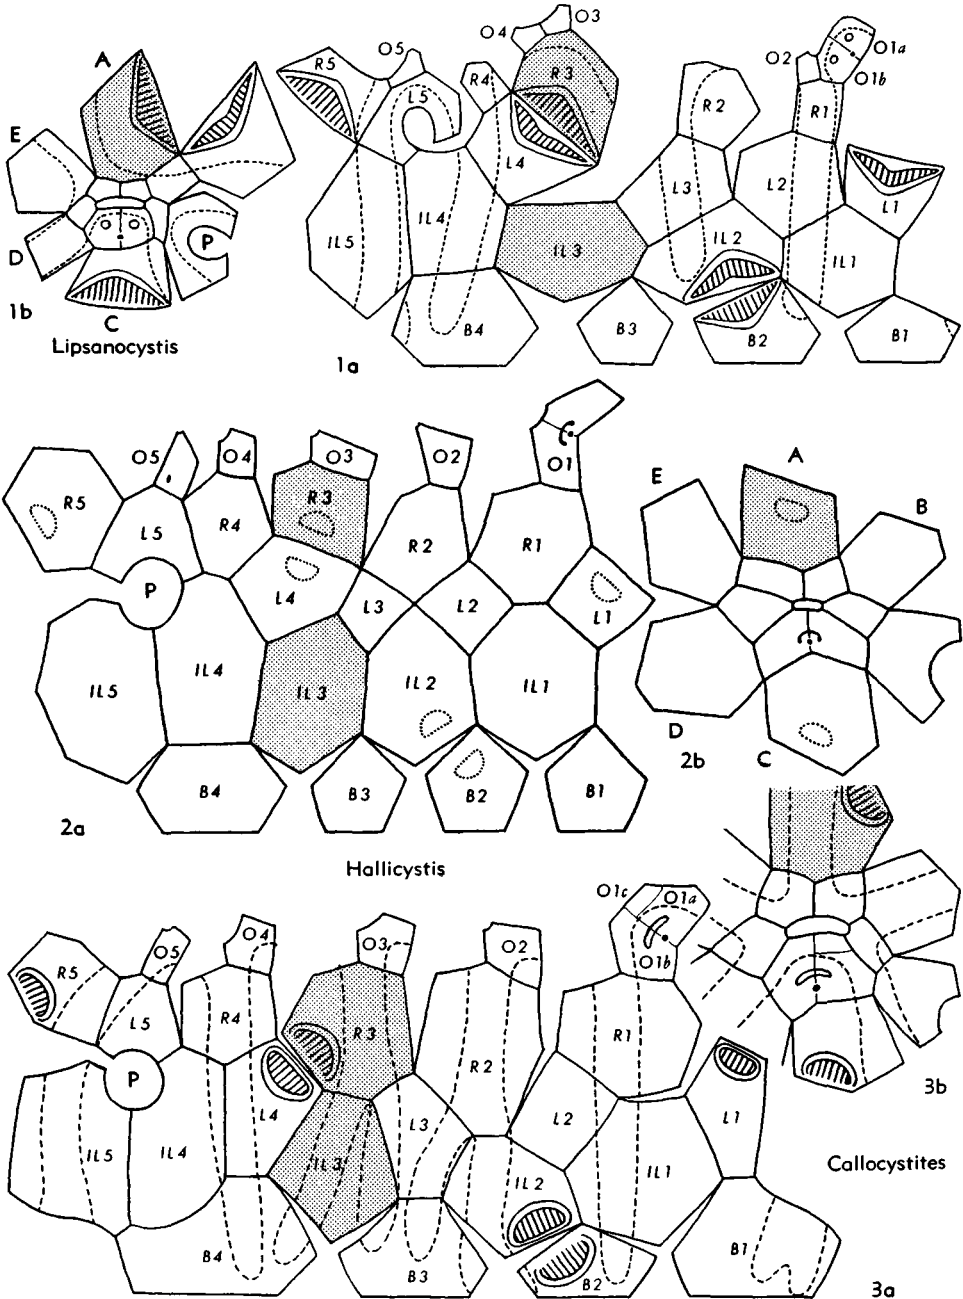 A
E
D
P
1b
C
Lipsanocystis
R5
O5
L5
R4
O4
O3
R3
R2
O2
O1a
O1b
R1
L4
L3
L2
L1
IL5
IL4
IL3
IL2
IL1
B4
B3
B2
B1
1a
R5
O5
O4
O3
O2
O1
L5
R4
R3
R2
R1
P
L4
L3
L2
L1
IL5
IL4
IL3
IL2
IL1
B4
B3
B2
B1
2a
A
E
B
D
C
2b
Hallicystis
R5
O5
O4
O3
O2
O1c
O1a
O1b
L5
R4
R3
R2
R1
P
L4
L3
L2
L1
IL5
IL4
IL3
IL2
IL1
B4
B3
B2
B1
3a
3b
Callocystites